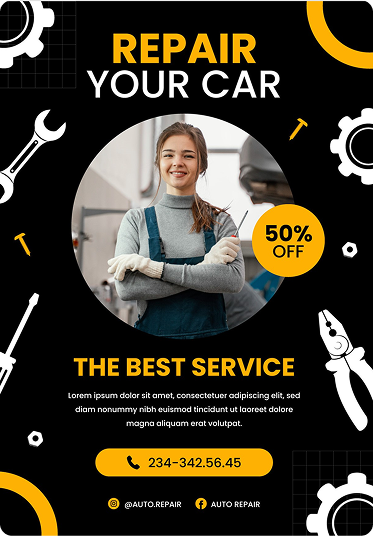 REPAIR
YOUR CAR
50%
OFF
THE BEST SERVICE
Lorem ipsum dolor sit amet, consectetuer adipiscing elit, sed
diam nonummy nibh euismod tincidunt ut laoreet dolore
magna aliquam erat volutpat.
234-342.56.45
@AUTO.REPAIR AUTO REPAIR